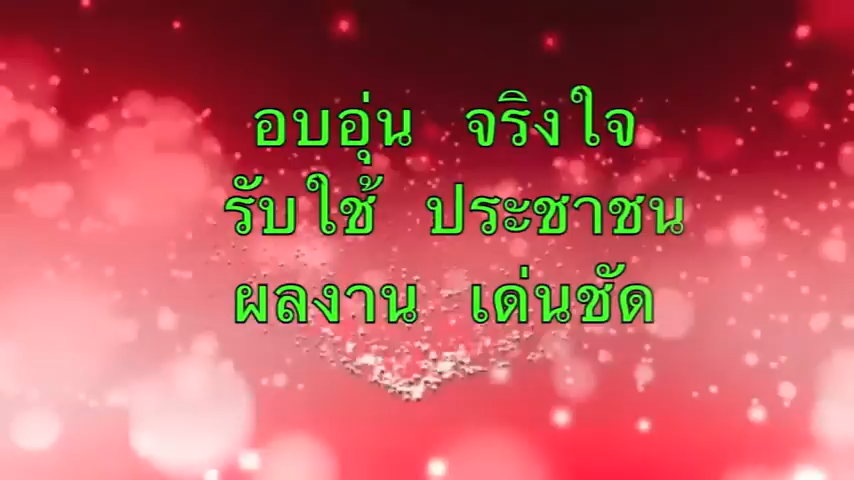 อบอุ่น จริงใจ
รับใช้ ประชาชน
ผลงาน เด่นชัด